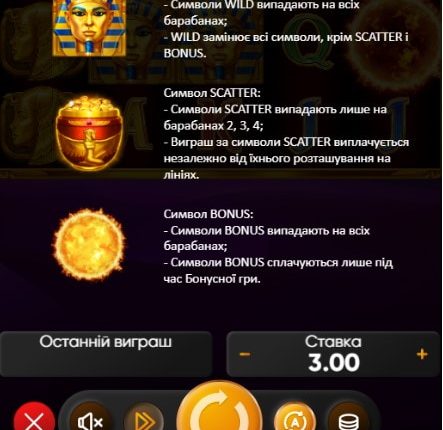 - Символи WILD випадають на всіх
барабанах;
- WILD замінює всі символи, крім SCATTER і
BONUS.
Символ SCATTER:
- Символи SCATTER випадають лише на
барабанах 2, 3, 4;
- Виграш за символи SCATTER виплачується
незалежно від їхнього розташування на
лініях.
Символ BONUS:
- Символи BONUS випадають на всіх
барабанах;
- Символи BONUS сплачуються лише під
час Бонусної гри.
Останній виграш
Ставка
- 3.00 +
A